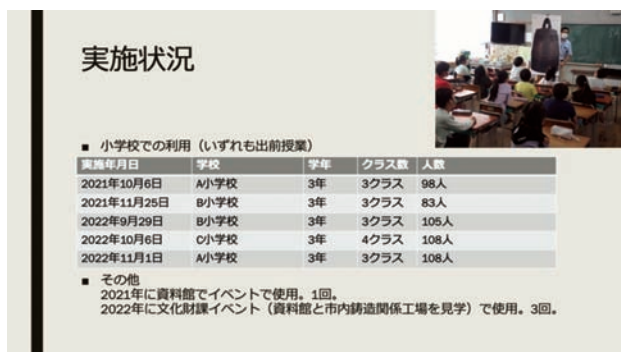 実施状況
■ 小学校での利用（いずれも出前授業）
実施年月日 学校 学年 クラス数 人数
2021年10月6日 A小学校 3年 3クラス 98人
2021年11月25日 B小学校 3年 3クラス 83人
2022年9月29日 B小学校 3年 3クラス 105人
2022年10月6日 C小学校 3年 4クラス 108人
2022年11月1日 A小学校 3年 3クラス 108人
■ その他
2021年に資料館でイベントで使用。1回。
2022年に文化財課イベント（資料館と市内鋳造関係工場を見学）で使用。3回。